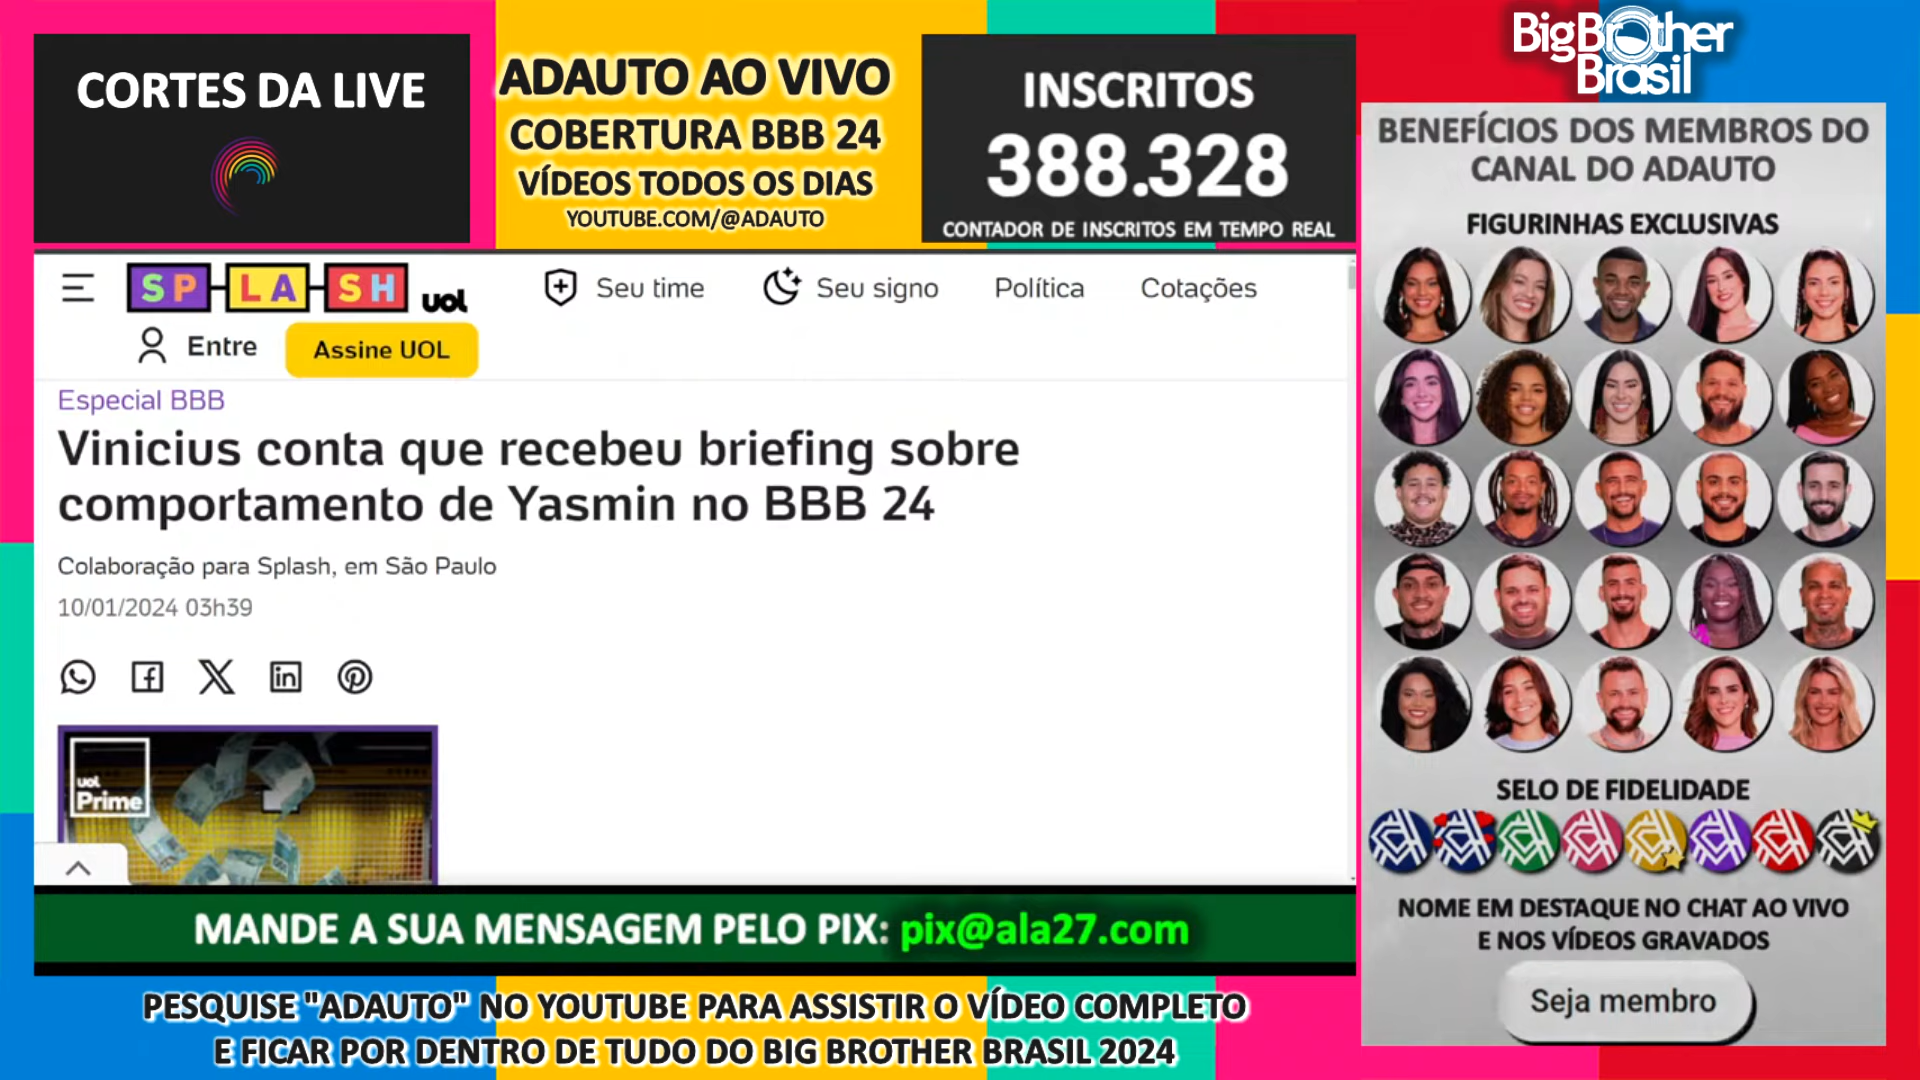 CORTES DA LIVE
ADAUTO AO VIVO
COBERTURA BBB 24
VÍDEOS TODOS OS DIAS
YOUTUBE.COM/@ADAUTO
INSCRITOS
388.328
CONTADOR DE INSCRITOS EM TEMPO REAL
BigBrother
Brasil
SPLASH uol
Seu time
Seu signo
Política
Cotações
Entre
Assine UOL
Especial BBB
Vinicius conta que recebeu briefing sobre
comportamento de Yasmin no BBB 24
Colaboração para Splash, em São Paulo
10/01/2024 03h39
uol
Prime
MANDE A SUA MENSAGEM PELO PIX: pix@ala27.com
PESQUISE "ADAUTO" NO YOUTUBE PARA ASSISTIR O VÍDEO COMPLETO
E FICAR POR DENTRO DE TUDO DO BIG BROTHER BRASIL 2024
BENEFÍCIOS DOS MEMBROS DO
CANAL DO ADAUTO
FIGURINHAS EXCLUSIVAS
SELO DE FIDELIDADE
NOME EM DESTAQUE NO CHAT AO VIVO
E NOS VÍDEOS GRAVADOS
Seja membro